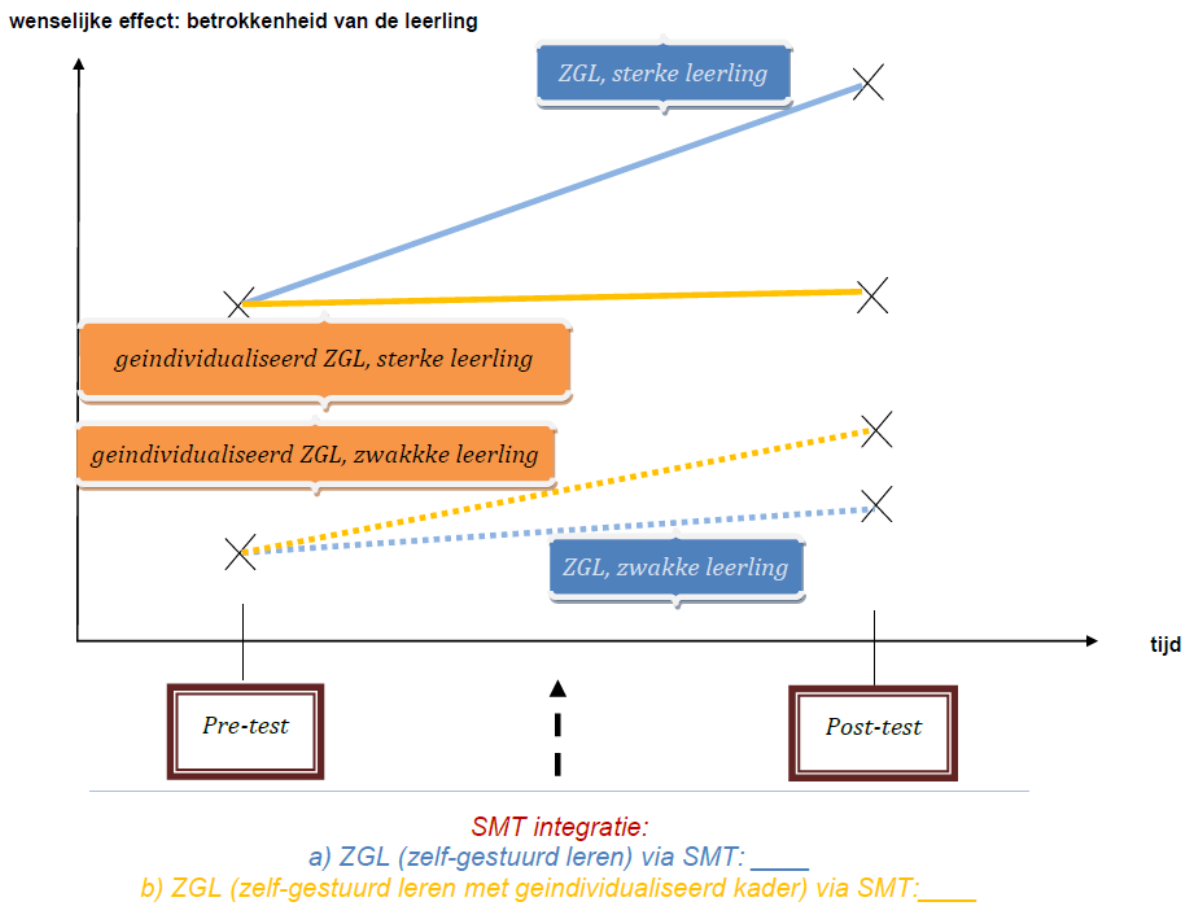 wenselijke effect: betrokkenheid van de leerling
ZGL, sterke leerling
geindividualiseerd ZGL, sterke leerling
geindividualiseerd ZGL, zwakkke leerling
ZGL, zwakke leerling
tijd
Pre-test
Post-test
SMT integratie:
a) ZGL (zelf-gestuurd leren) via SMT: ____
b) ZGL (zelf-gestuurd leren met geindividualiseerd kader) via SMT:____